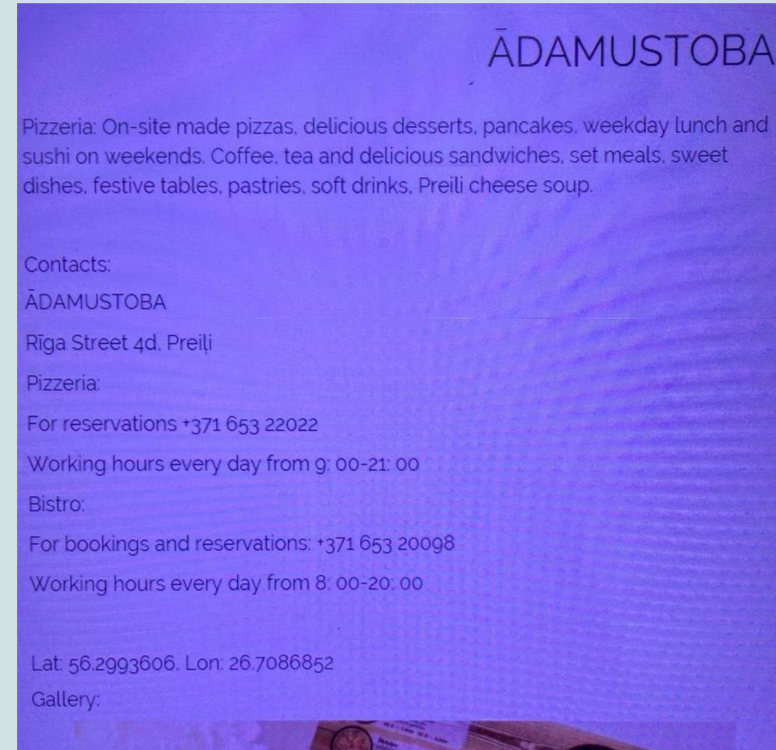 ĀDAMUSTOBA
Pizzeria: On-site made pizzas, delicious desserts, pancakes, weekday lunch and
sushi on weekends. Coffee, tea and delicious sandwiches, set meals, sweet
dishes, festive tables, pastries, soft drinks, Preili cheese soup.
Contacts:
ĀDAMUSTOBA
Rīga Street 4d, Preiļi
Pizzeria:
For reservations +371 653 22022
Working hours every day from 9: 00-21: 00
Bistro:
For bookings and reservations: +371 653 20098
Working hours every day from 8: 00-20: 00
Lat: 56.2993606, Lon: 26.7086852
Gallery: